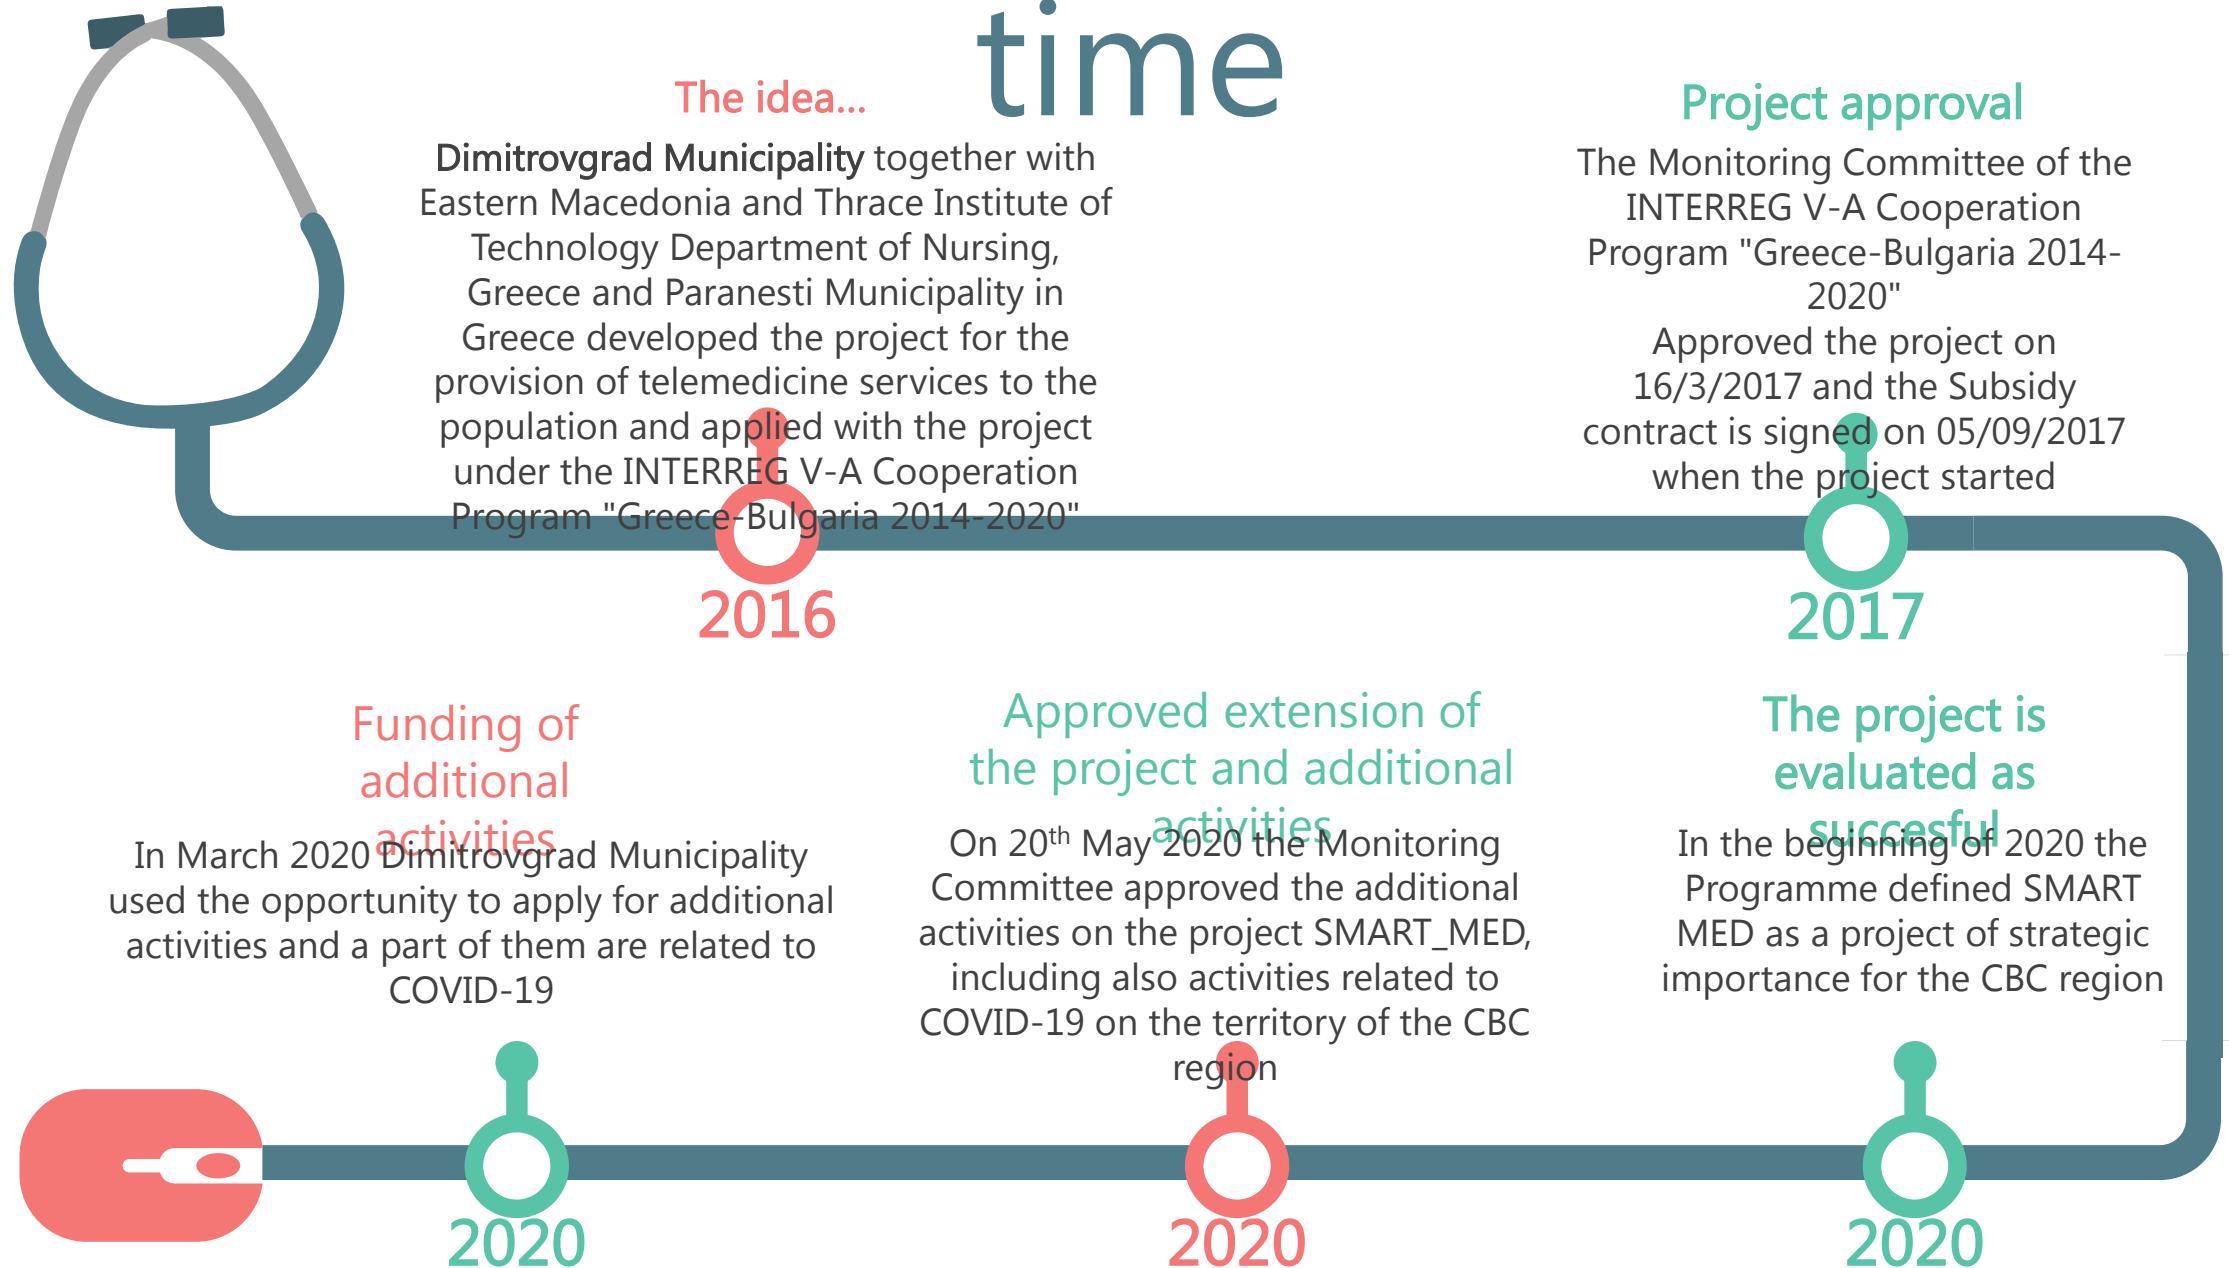 time
The idea...
Dimitrovgrad Municipality together with
Eastern Macedonia and Thrace Institute of
Technology Department of Nursing,
Greece and Paranesti Municipality in
Greece developed the project for the
provision of telemedicine services to the
population and applied with the project
under the INTERREG V-A Cooperation
Program "Greece-Bulgaria 2014-2020"
2016
Project approval
The Monitoring Committee of the
INTERREG V-A Cooperation
Program "Greece-Bulgaria 2014-
2020"
Approved the project on
16/3/2017 and the Subsidy
contract is signed on 05/09/2017
when the project started
2017
Funding of
additional
activities
In March 2020 Dimitrovgrad Municipality
used the opportunity to apply for additional
activities and a part of them are related to
COVID-19
2020
Approved extension of
the project and additional
activities
On 20th May 2020 the Monitoring
Committee approved the additional
activities on the project SMART_MED,
including also activities related to
COVID-19 on the territory of the CBC
region
2020
The project is
evaluated as
succesful
In the beginning of 2020 the
Programme defined SMART
MED as a project of strategic
importance for the CBC region
2020